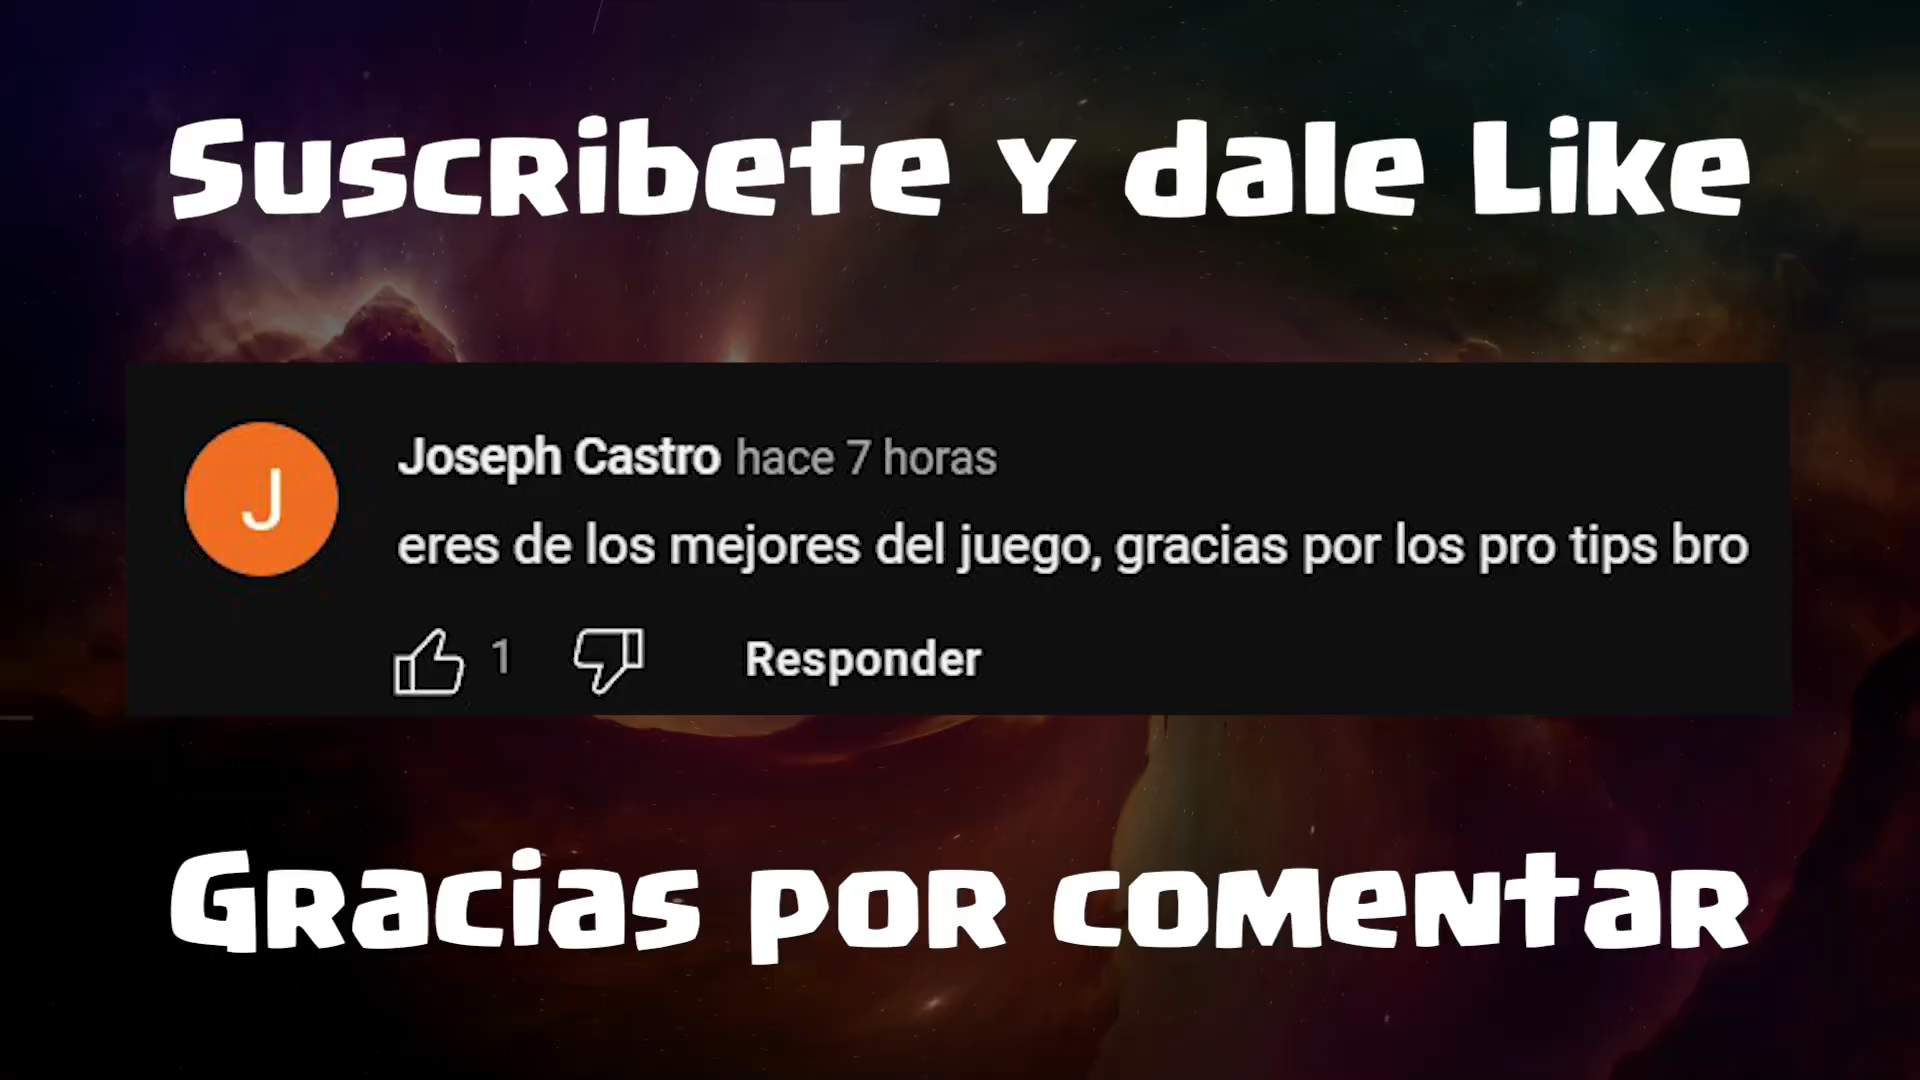 Suscribete y dale Like
J
Joseph Castro hace 7 horas
eres de los mejores del juego, gracias por los pro tips bro
1
Responder
Gracias por comentar